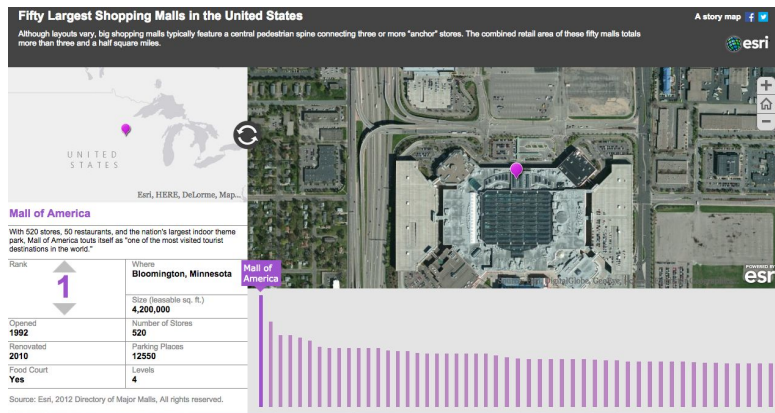 Fifty Largest Shopping Malls in the United States
A story map
Although layouts vary, big shopping malls typically feature a central pedestrian spine connecting three or more "anchor" stores. The combined retail area of these fifty malls totals
more than three and a half square miles.
esri
UNITED
STATES
Esri, HERE, DeLorme, Map...
Mall of America
With 520 stores, 50 restaurants, and the nation's largest indoor theme
park, Mall of America touts itself as "one of the most visited tourist
destinations in the world."
Rank
1
Where
Bloomington, Minnesota
Size (leasable sq. ft.)
4,200,000
Opened
1992
Number of Stores
520
Renovated
2010
Parking Places
12550
Food Court
Yes
Levels
4
Source: Esri, 2012 Directory of Major Malls, All rights reserved.
Mall of
America
DigitalGlobe, GeoEye,
POWERED BY
esri